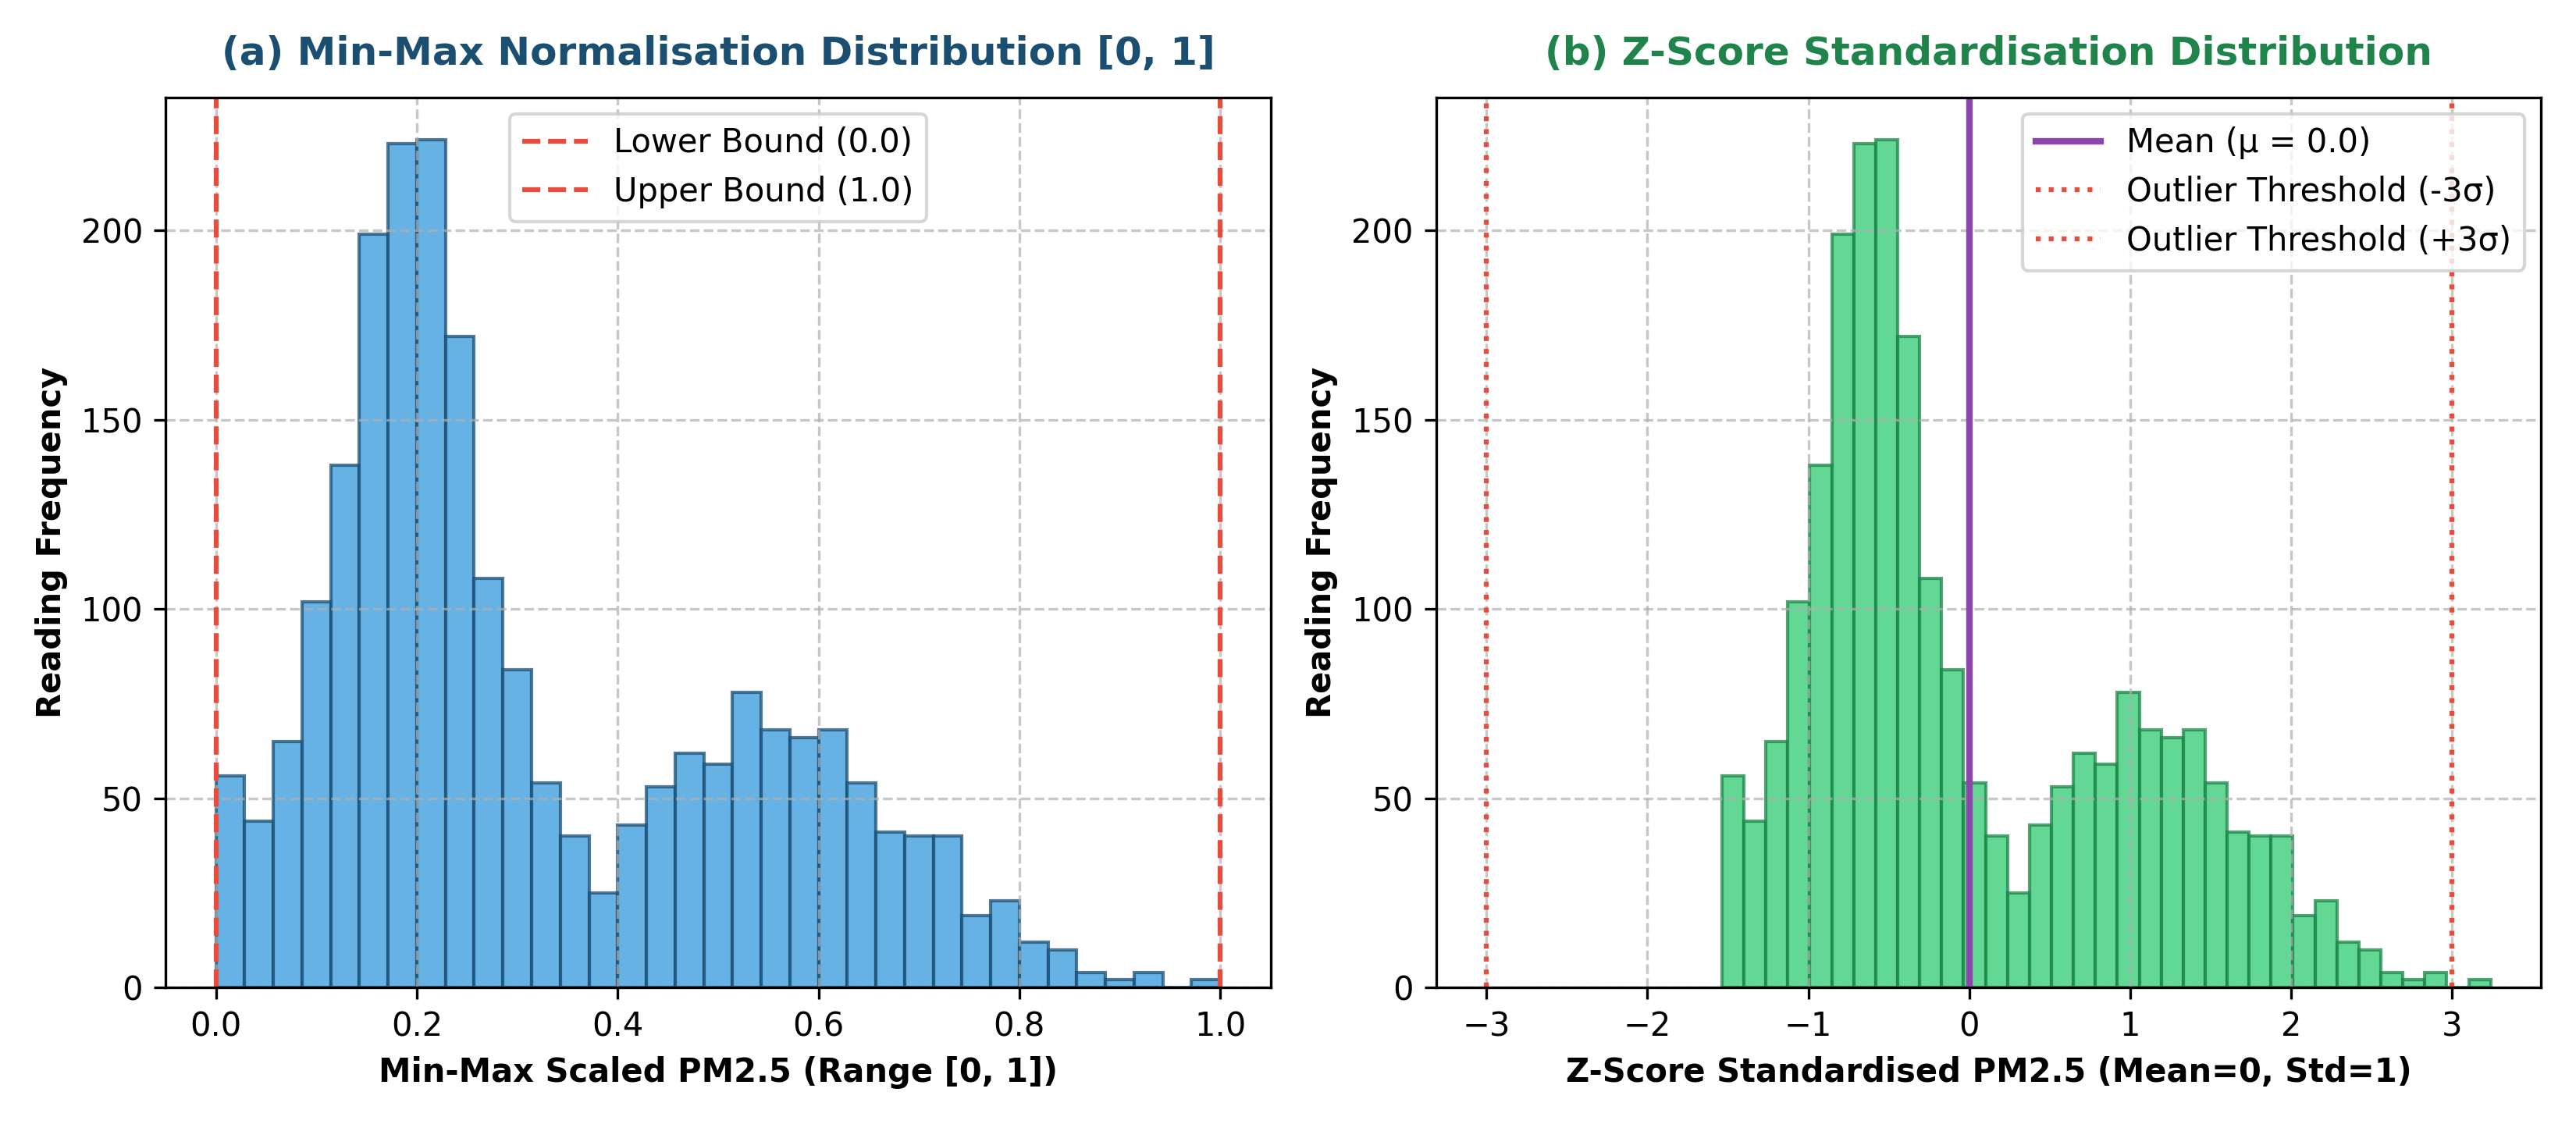 (a) Min-Max Normalisation Distribution [0, 1]
Lower Bound (0.0)
Upper Bound (1.0)
Reading Frequency
200
150
100
50
0
0.0 0.2 0.4 0.6 0.8 1.0
Min-Max Scaled PM2.5 (Range [0, 1])
(b) Z-Score Standardisation Distribution
Mean (μ = 0.0)
Outlier Threshold (-3σ)
Outlier Threshold (+3σ)
Reading Frequency
200
150
100
50
0
−3 −2 −1 0 1 2 3
Z-Score Standardised PM2.5 (Mean=0, Std=1)